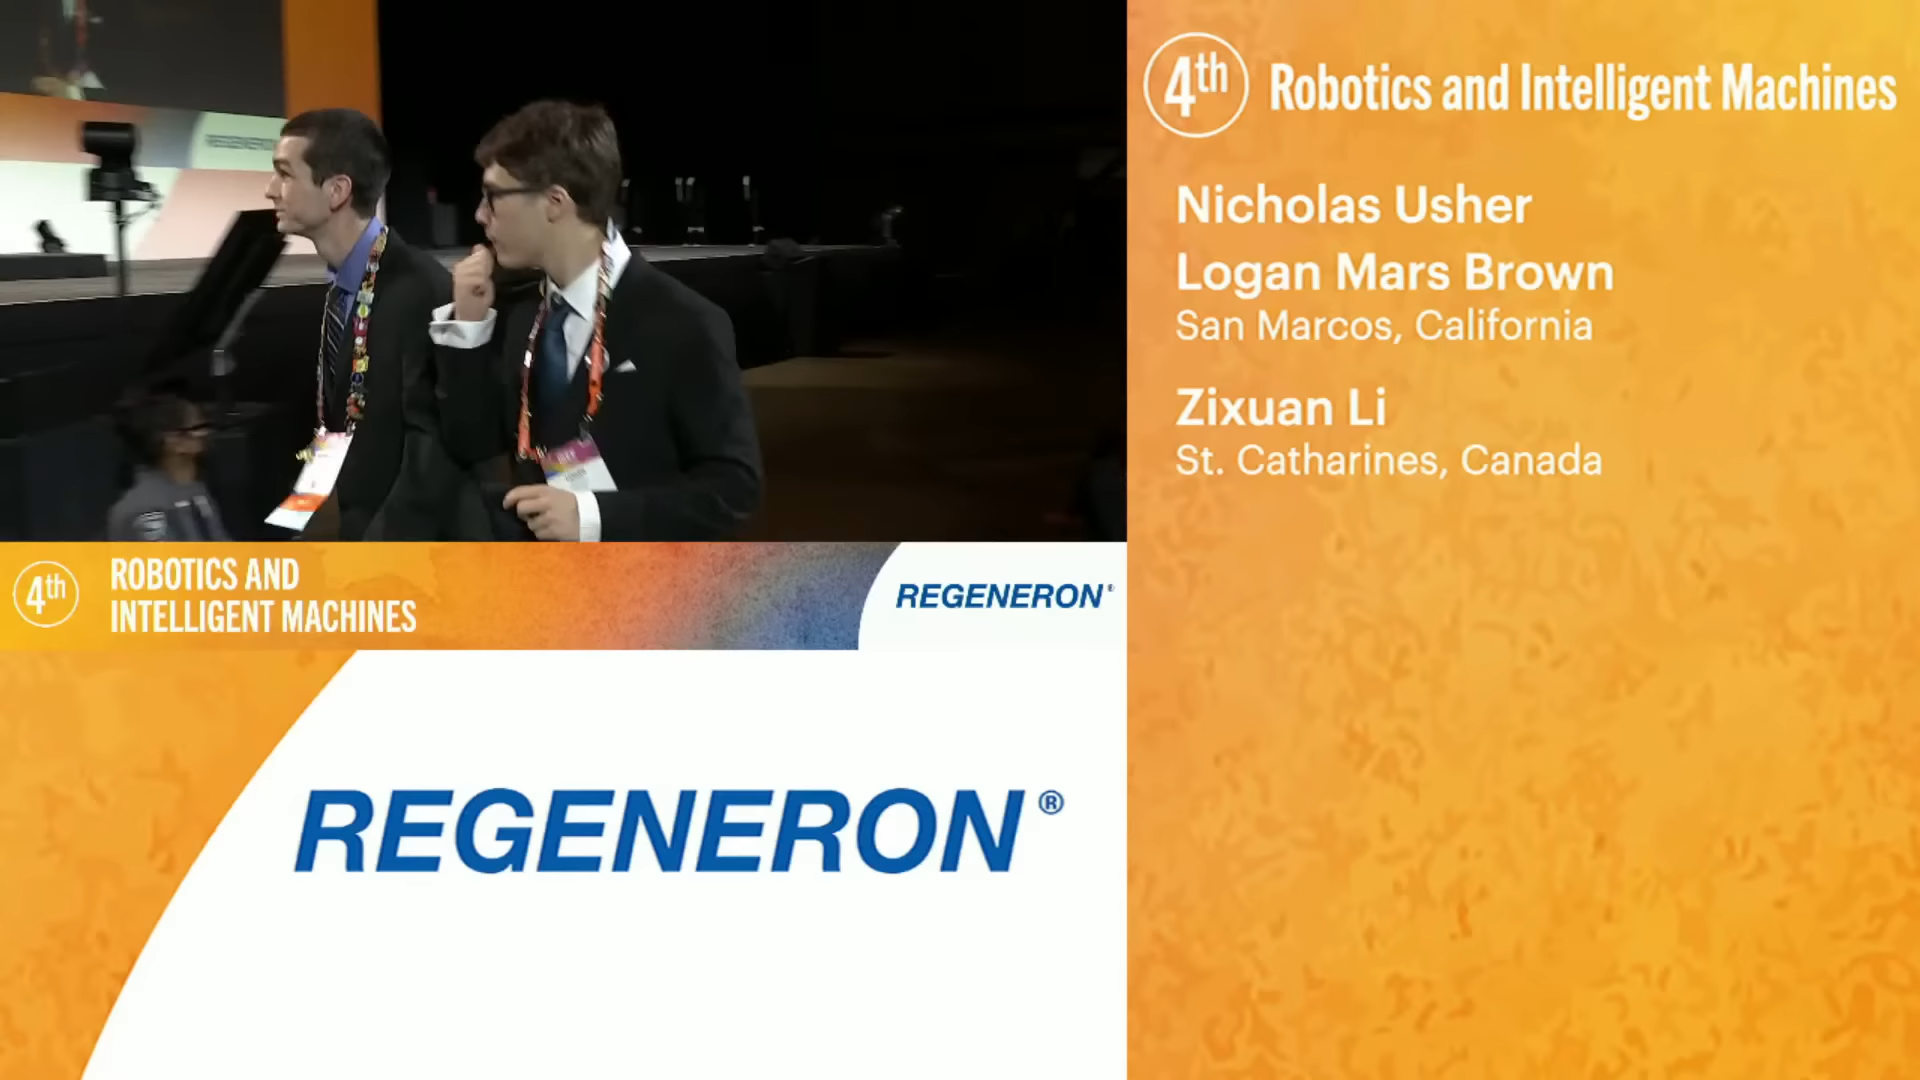 REGENERON
4th
ROBOTICS AND
INTELLIGENT MACHINES
REGENERON®
REGENERON®
4th Robotics and Intelligent Machines
Nicholas Usher
Logan Mars Brown
San Marcos, California
Zixuan Li
St. Catharines, Canada